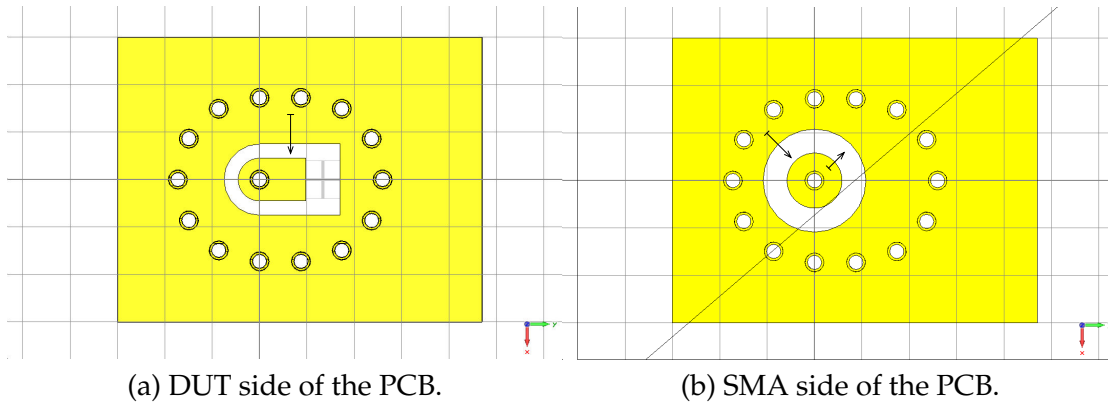 y
x
x
(a) DUT side of the PCB.
(b) SMA side of the PCB.